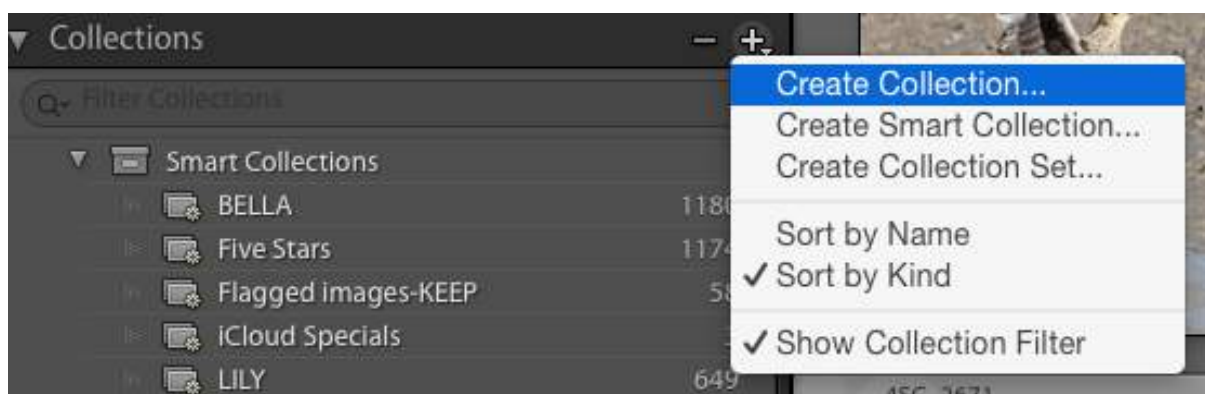 Collections
Filter Collections
Smart Collections
BELLA
Five Stars
Flagged images-KEEP
iCloud Specials
LILY 649
Create Collection...
Create Smart Collection...
Create Collection Set...
Sort by Name
✓ Sort by Kind
✓ Show Collection Filter